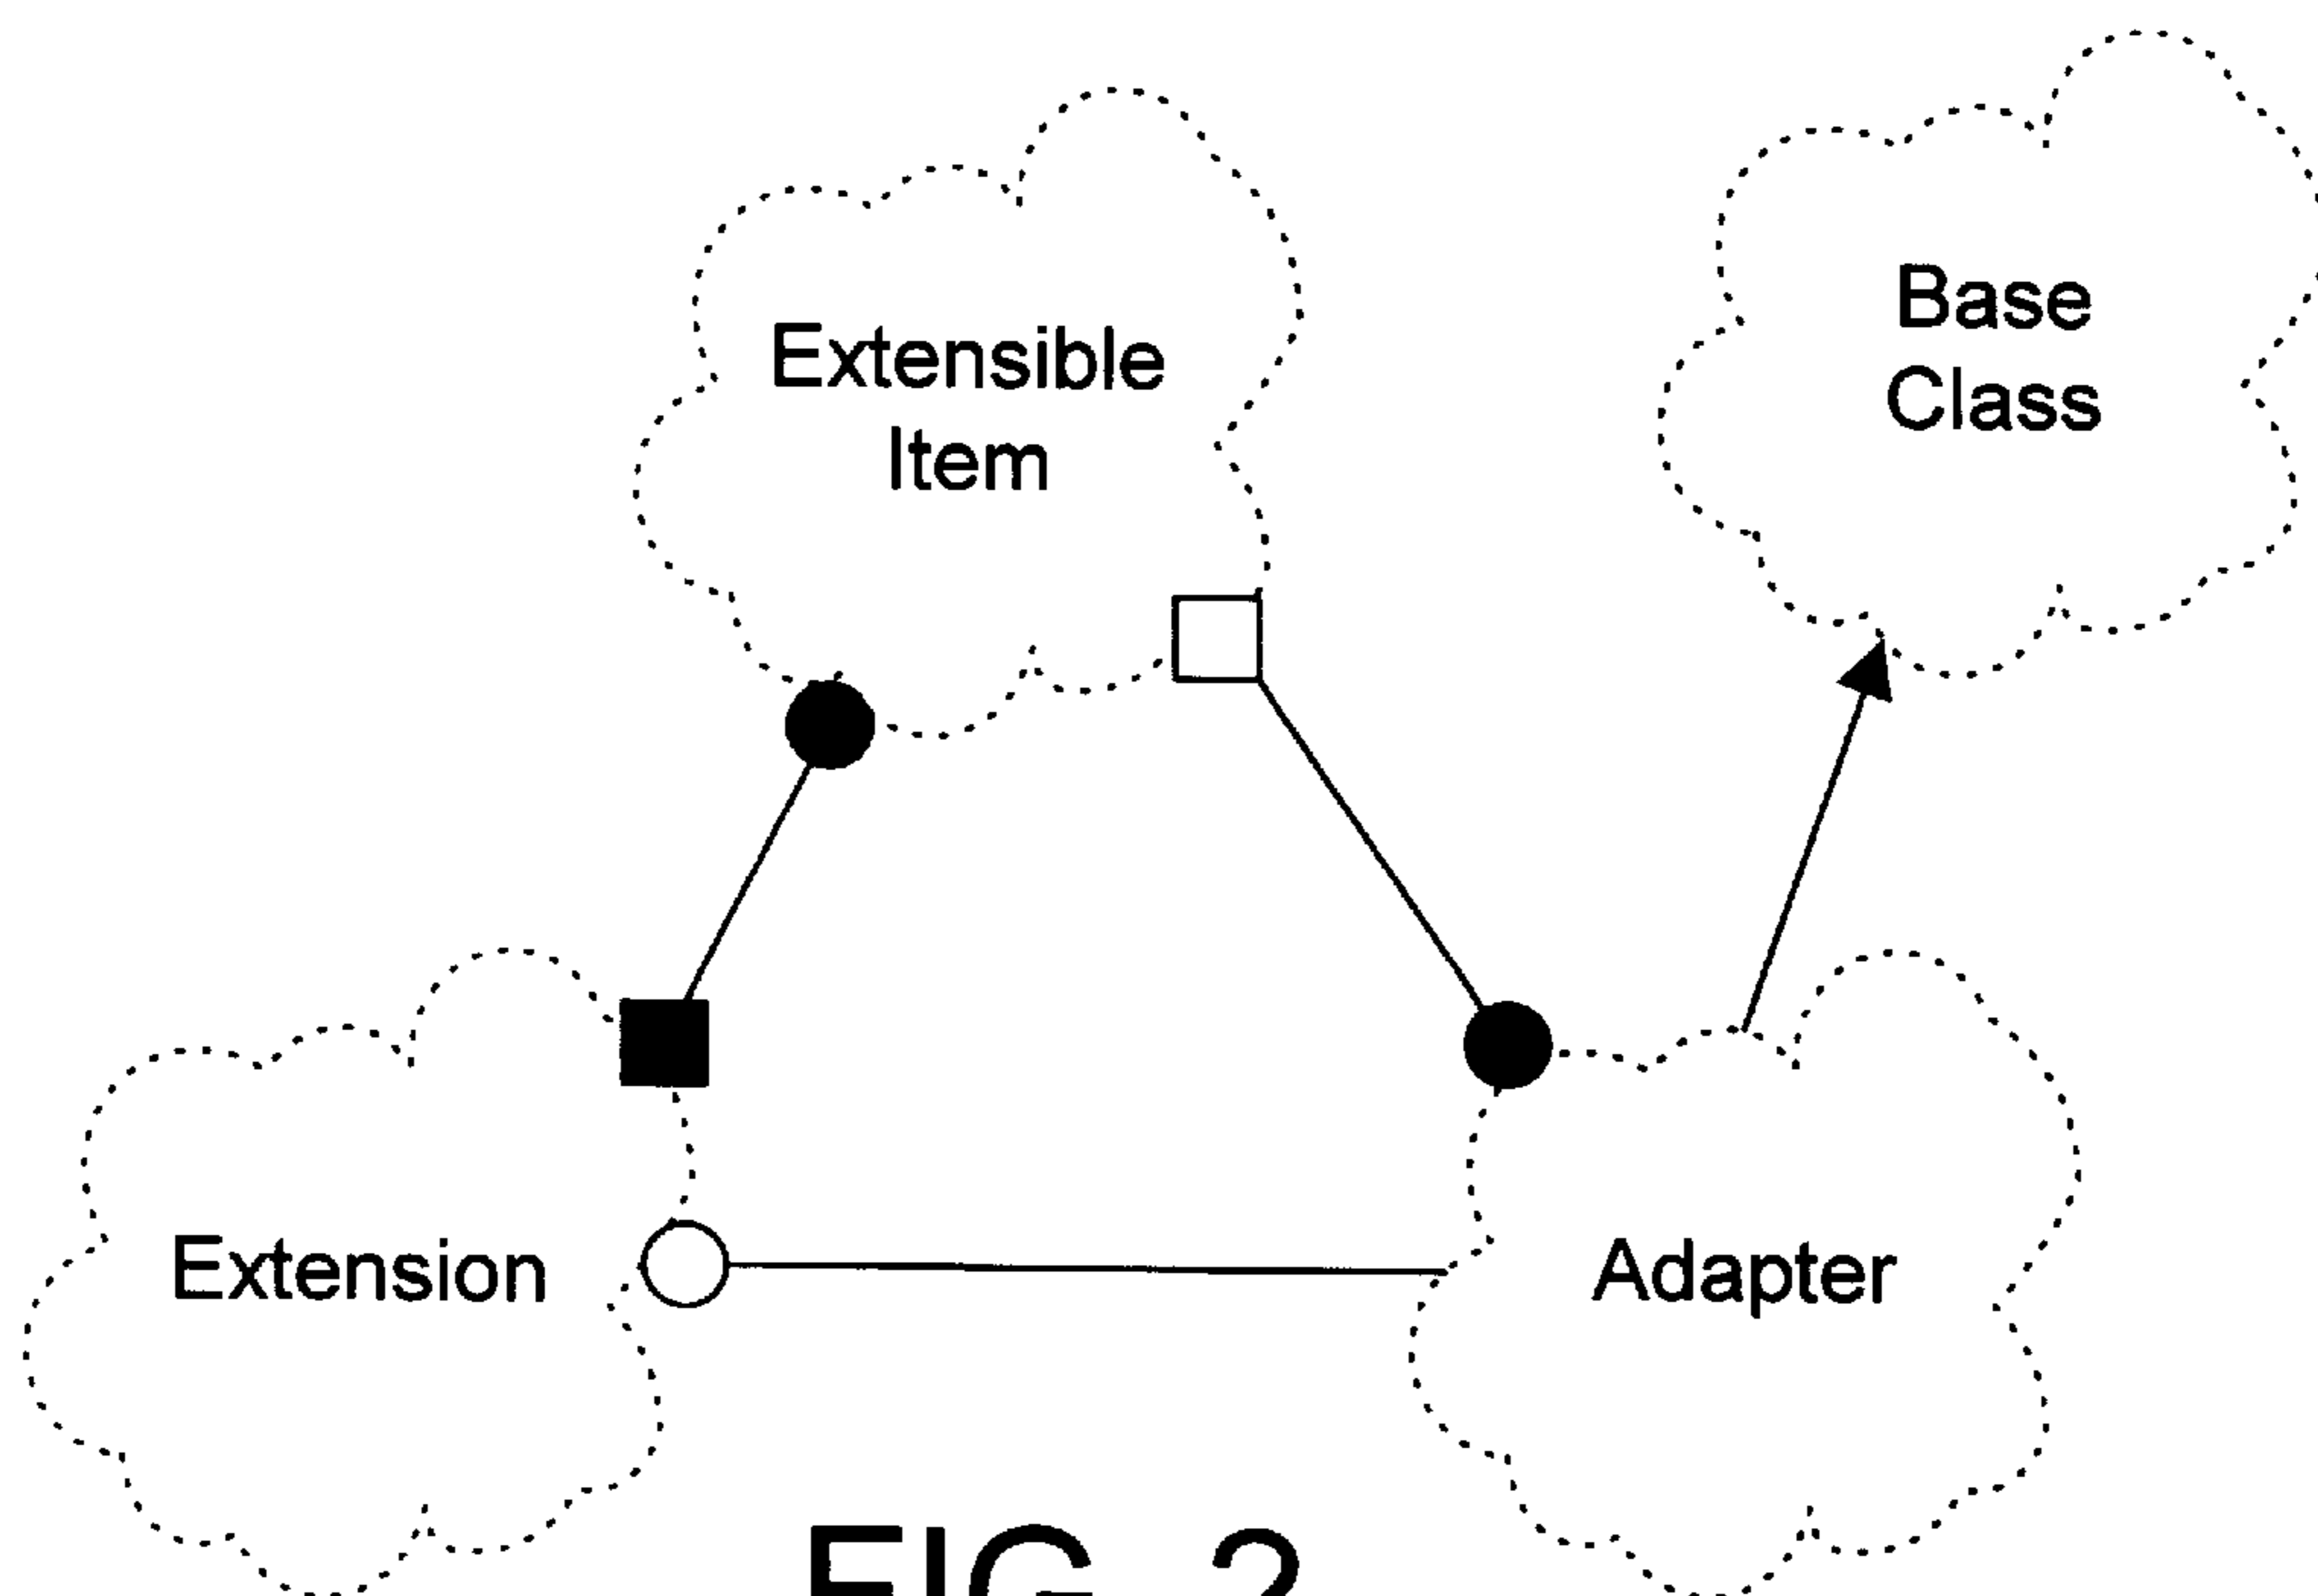 Base
Class
Extensible
Item
Extension
Adapter
FIG. 2